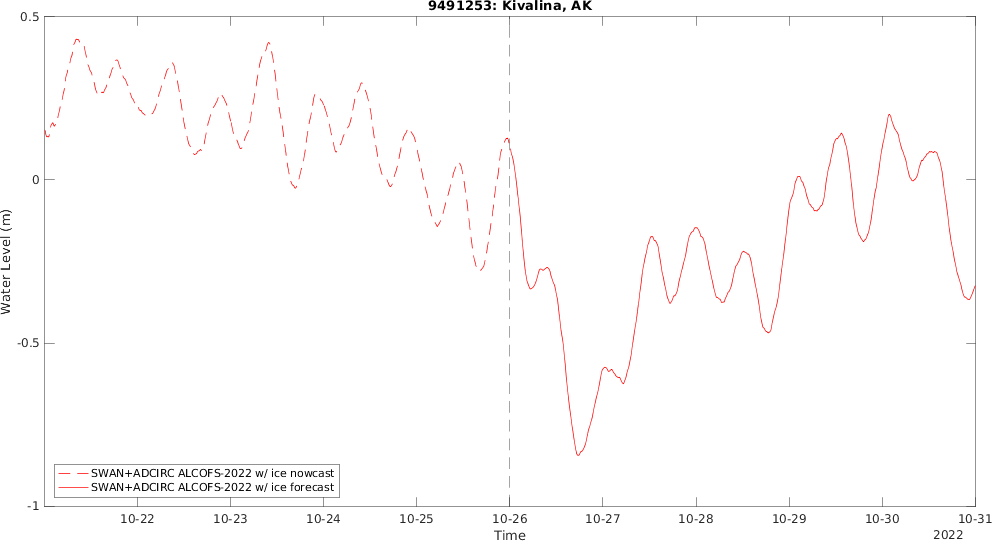 9491253: Kivalina, AK
0.5
0
-0.5
-1
Water Level (m)
SWAN+ADCIRC ALCOFS-2022 w/ ice nowcast
SWAN+ADCIRC ALCOFS-2022 w/ ice forecast
10-22 10-23 10-24 10-25 10-26 10-27 10-28 10-29 10-30 10-31
Time
2022